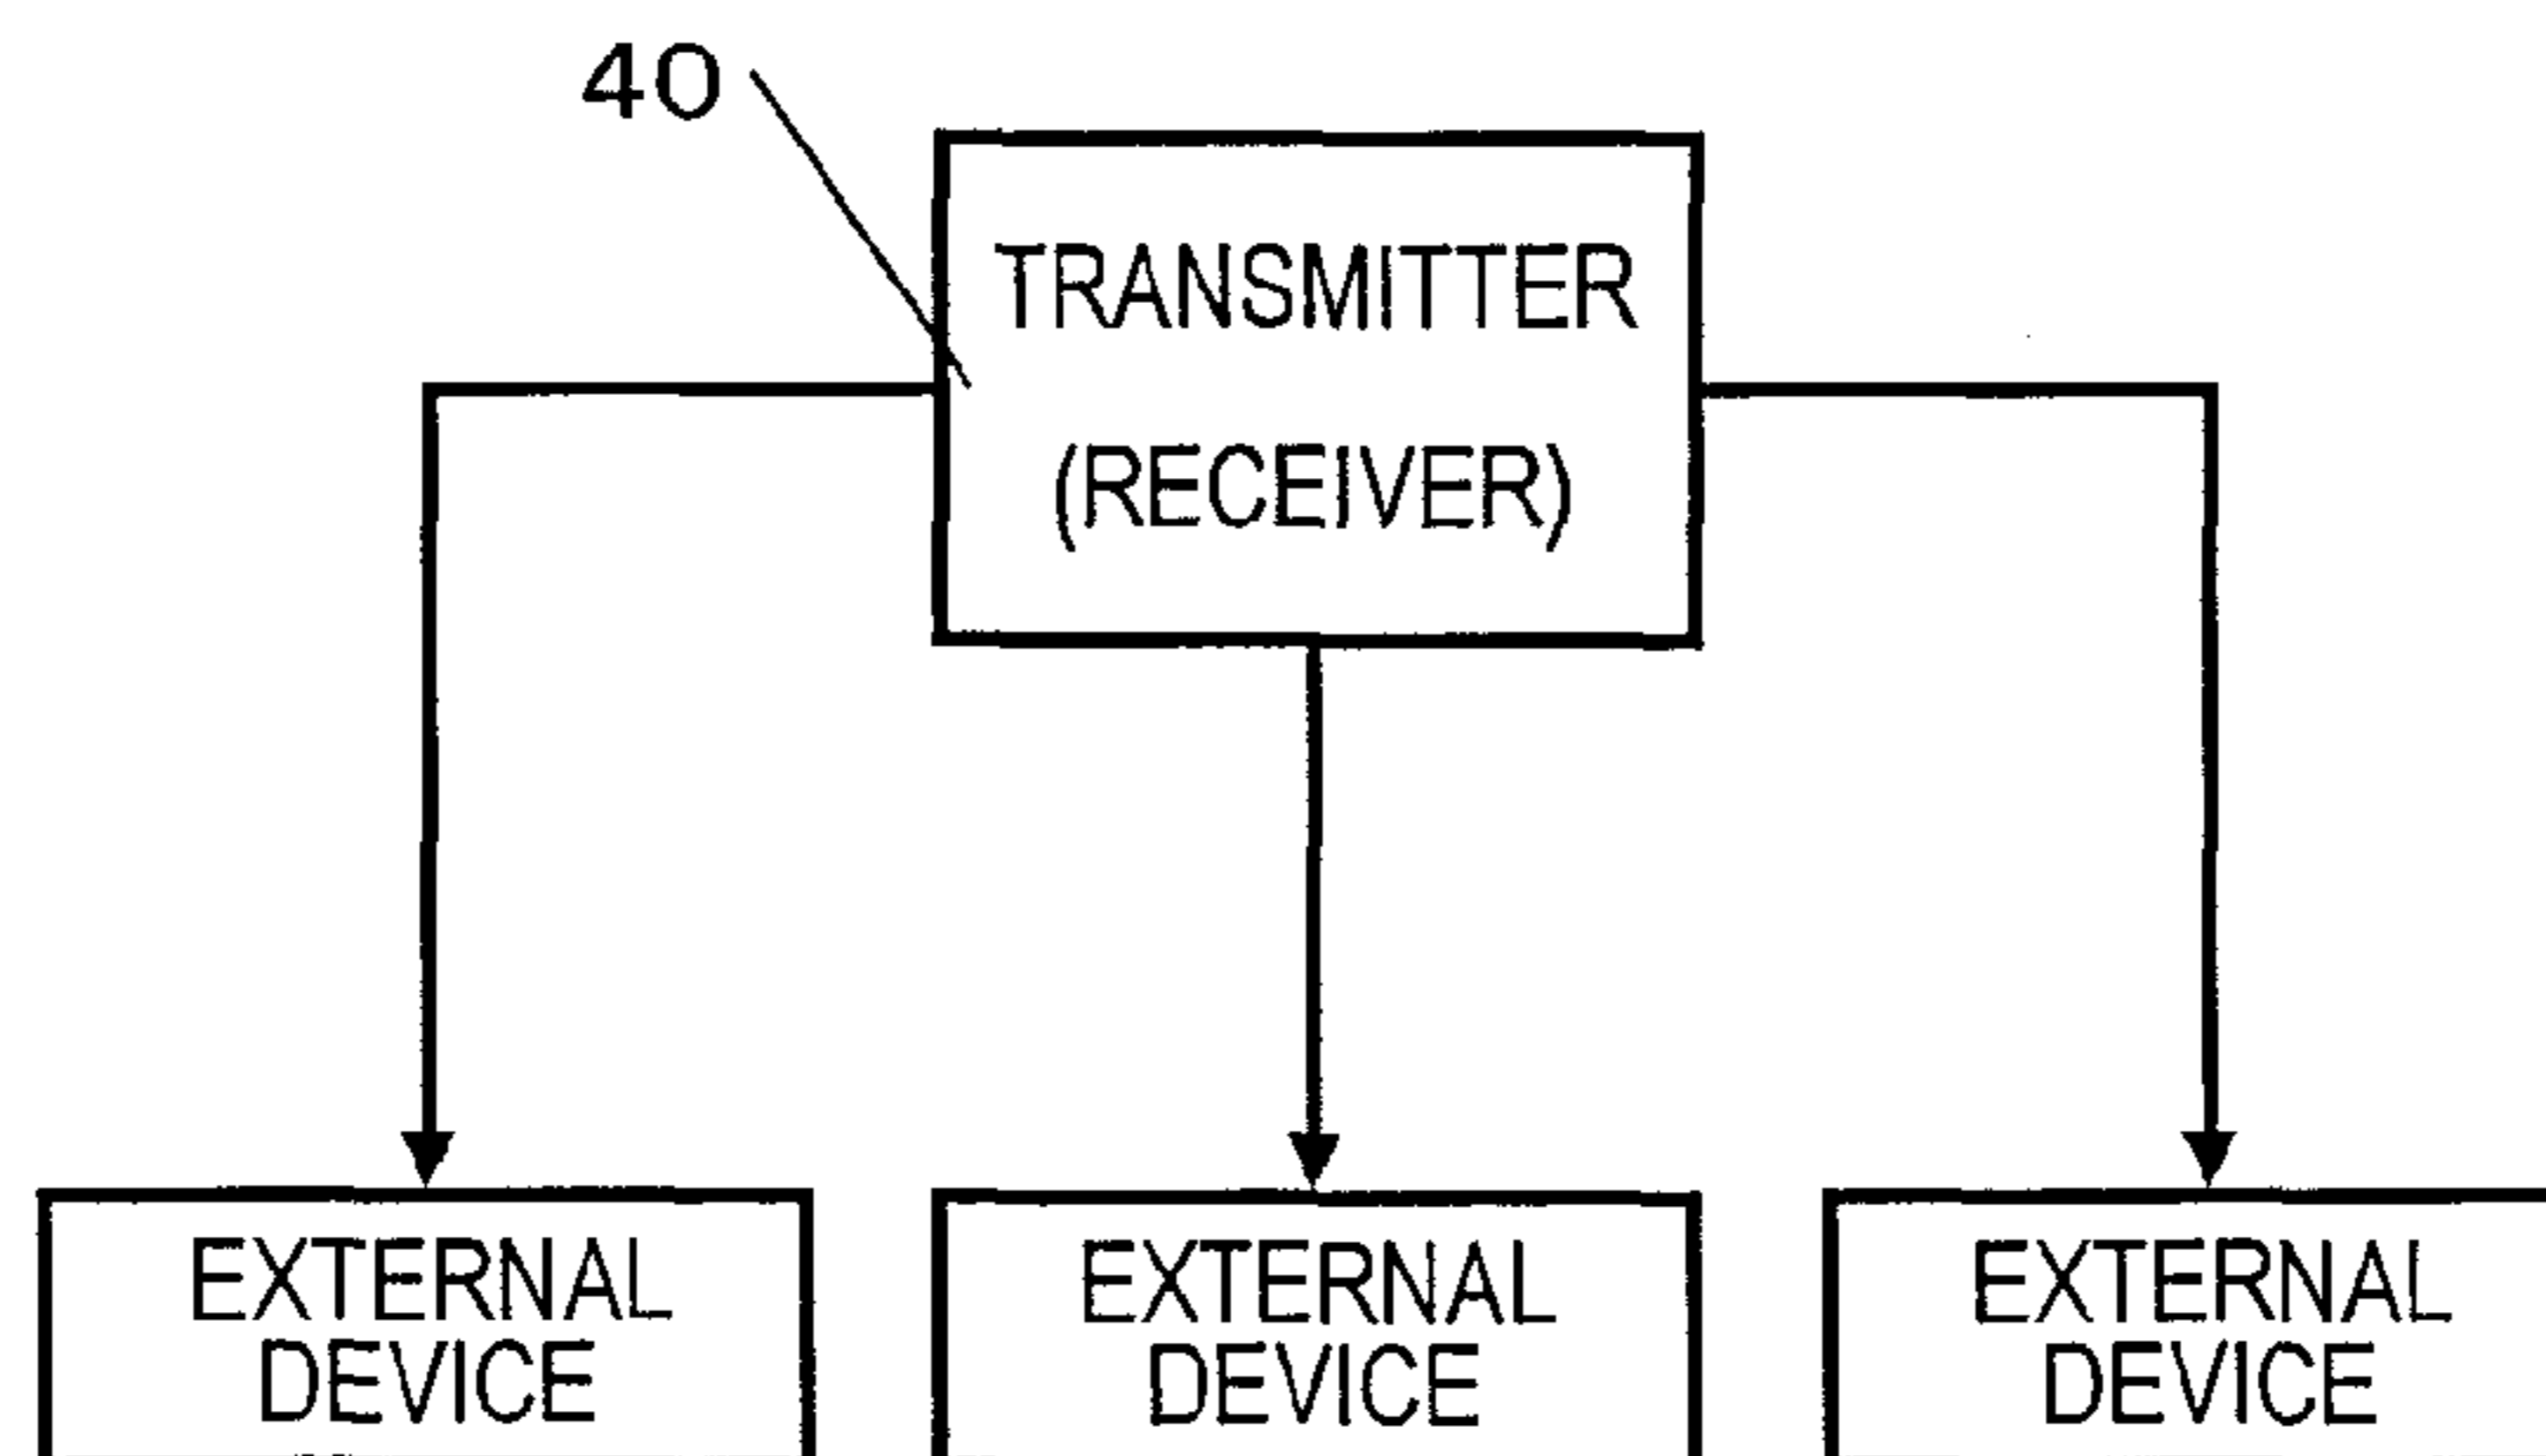 40
TRANSMITTER
(RECEIVER)
EXTERNAL
DEVICE
EXTERNAL
DEVICE
EXTERNAL
DEVICE